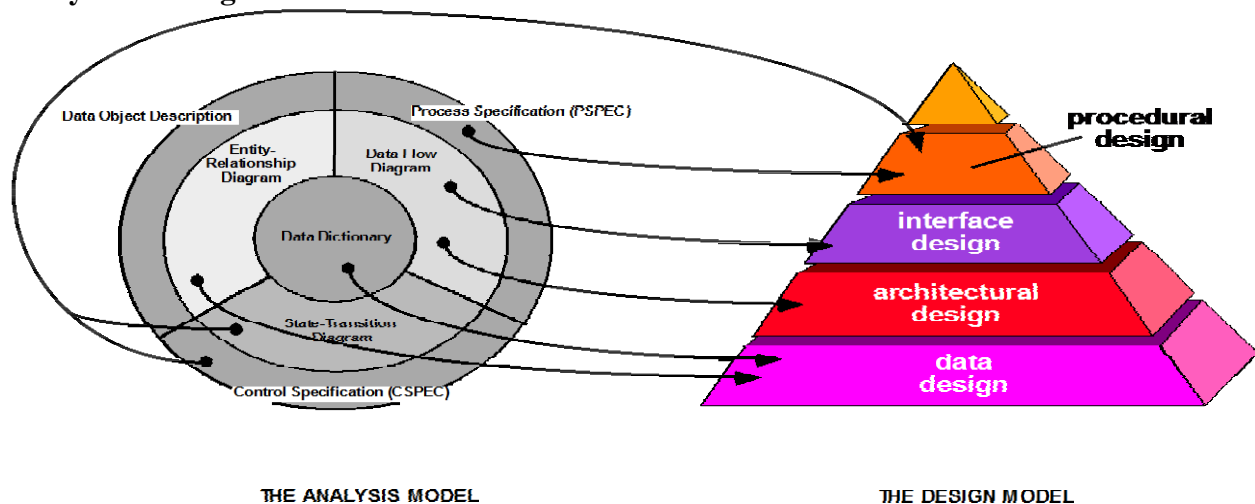 Data Object Description
Process Specification (PSPEC)
Entity-
Relationship
Diagram
Data Flow
Diagram
Data Dictionary
State-Transition
Diagram
Control Specification (CSPEC)
procedural
design
interface
design
architectural
design
data
design
THE ANALYSIS MODEL
THE DESIGN MODEL